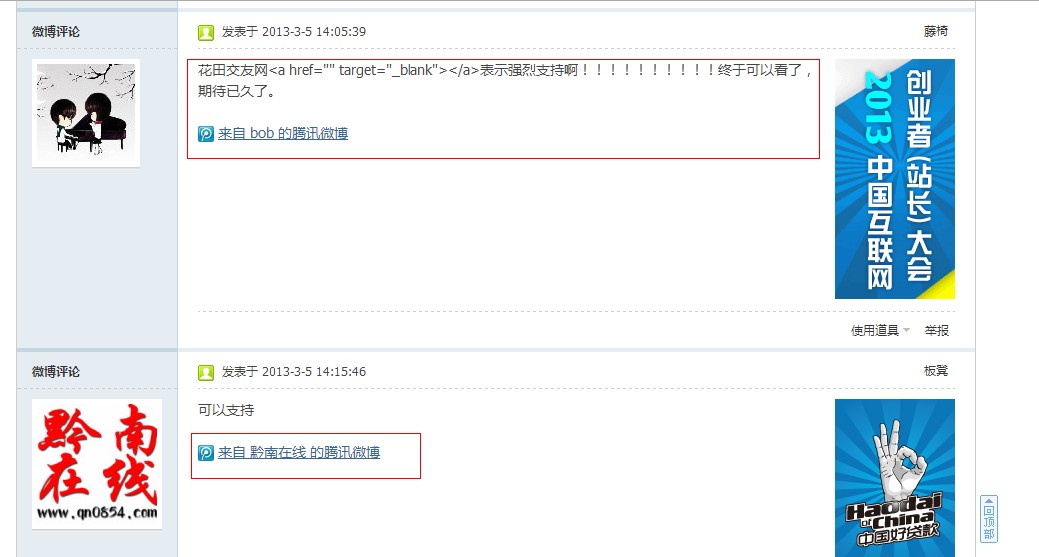 微博评论
发表于 2013-3-5 14:05:39
藤椅
花田交友网<a href="" target="_blank"></a>表示强烈支持啊！！！！！！！！！！终于可以看了，
期待已久了。
来自 bob 的腾讯微博
创业者(站长)大会
2013 中国互联网
使用道具
举报
微博评论
发表于 2013-3-5 14:15:46
板凳
黔南
在线
www.qn0854.com
可以支持
来自 黔南在线 的腾讯微博
Haodai
of China
中国好贷款
回顶部